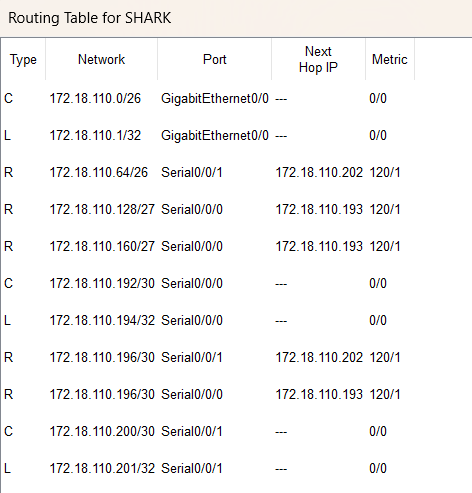 Routing Table for SHARK
Type Network Port Next Hop IP Metric
C 172.18.110.0/26 GigabitEthernet0/0 --- 0/0
L 172.18.110.1/32 GigabitEthernet0/0 --- 0/0
R 172.18.110.64/26 Serial0/0/1 172.18.110.202 120/1
R 172.18.110.128/27 Serial0/0/0 172.18.110.193 120/1
R 172.18.110.160/27 Serial0/0/0 172.18.110.193 120/1
C 172.18.110.192/30 Serial0/0/0 --- 0/0
L 172.18.110.194/32 Serial0/0/0 --- 0/0
R 172.18.110.196/30 Serial0/0/1 172.18.110.202 120/1
R 172.18.110.196/30 Serial0/0/0 172.18.110.193 120/1
C 172.18.110.200/30 Serial0/0/1 --- 0/0
L 172.18.110.201/32 Serial0/0/1 --- 0/0